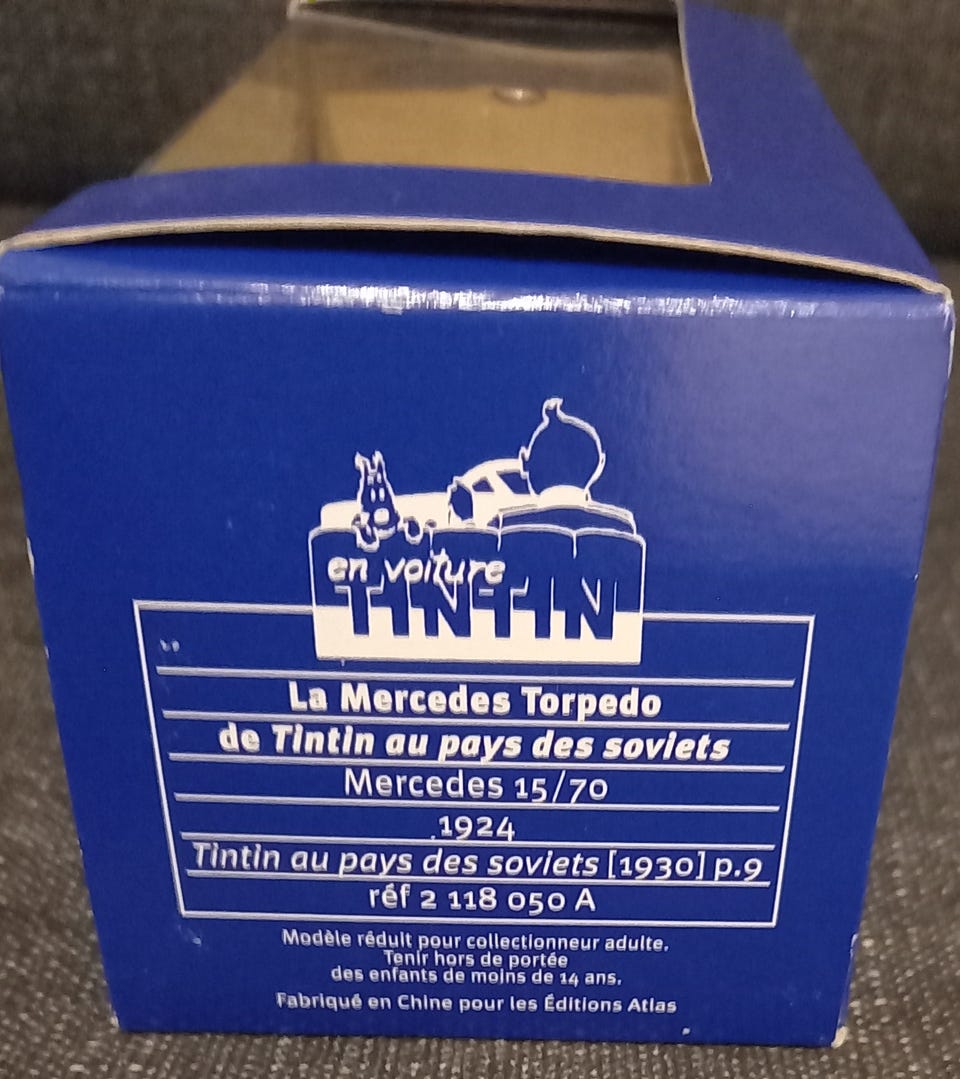 en voiture
TINTIN
La Mercedes Torpedo
de Tintin au pays des soviets
Mercedes 15/70
1924
Tintin au pays des soviets [1930] p.9
réf 2 118 050 A
Modèle réduit pour collectionneur adulte.
Tenir hors de portée
des enfants de moins de 14 ans.
Fabriqué en Chine pour les Éditions Atlas